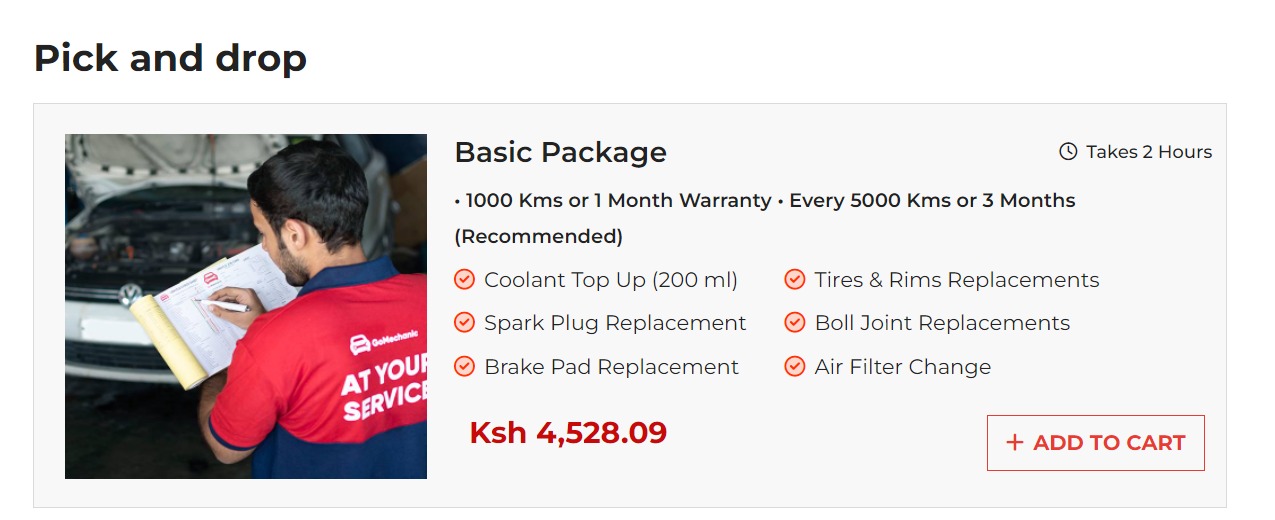 Pick and drop
Basic Package
Takes 2 Hours
• 1000 Kms or 1 Month Warranty • Every 5000 Kms or 3 Months
(Recommended)
Coolant Top Up (200 ml)
Tires & Rims Replacements
Spark Plug Replacement
Boll Joint Replacements
Brake Pad Replacement
Air Filter Change
Ksh 4,528.09
+ ADD TO CART
GoMechanic
AT YOUR
SERVICE